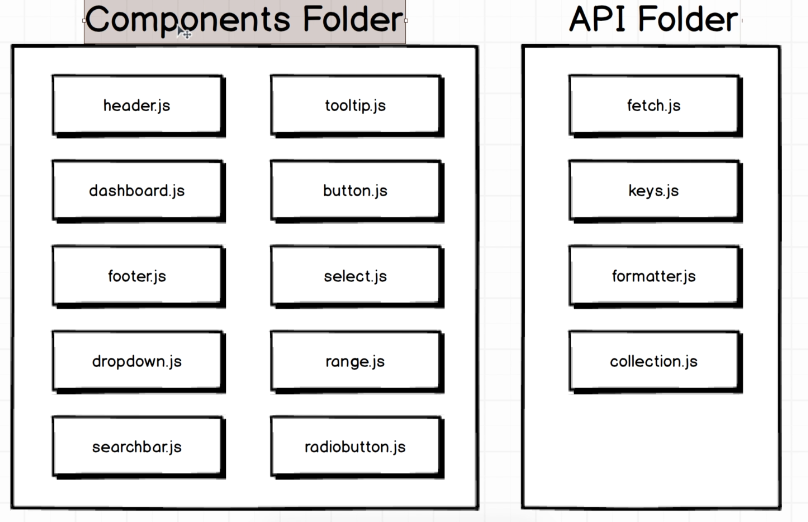 Components Folder
header.js
tooltip.js
dashboard.js
button.js
footer.js
select.js
dropdown.js
range.js
searchbar.js
radiobutton.js
API Folder
fetch.js
keys.js
formatter.js
collection.js